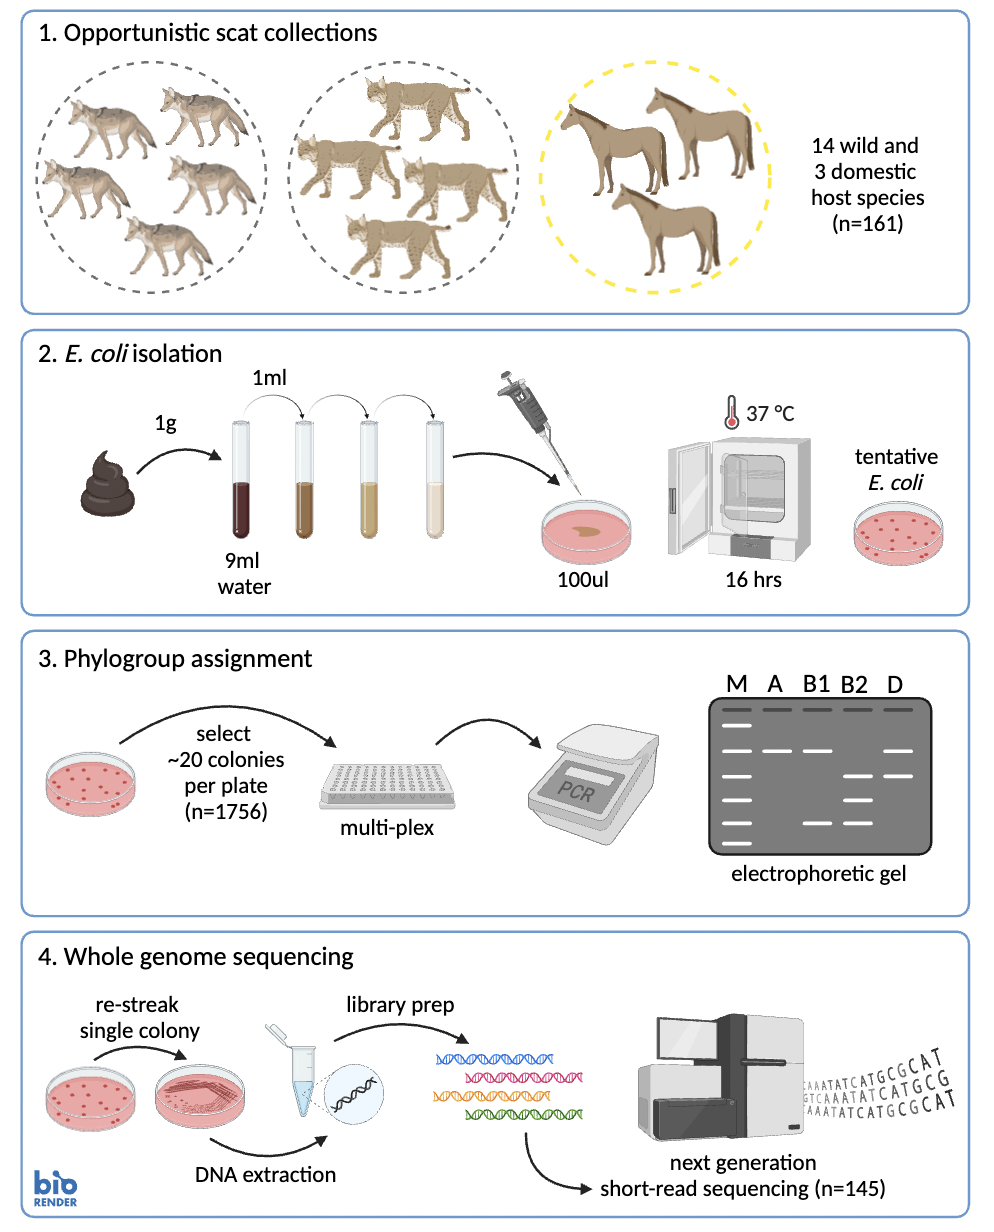 1. Opportunistic scat collections
14 wild and
3 domestic
host species
(n=161)
2. E. coli isolation
1ml
1g
9ml
water
100ul
37 °C
16 hrs
tentative
E. coli
3. Phylogroup assignment
select
~20 colonies
per plate
(n=1756)
multi-plex
PCR
M A B1 B2 D
electrophoretic gel
4. Whole genome sequencing
re-streak
single colony
DNA extraction
library prep
AAATATCATGCGCAT
GTCAAATATCATGCG
AAATATCATGCGCAT
next generation
short-read sequencing (n=145)
bio
RENDER